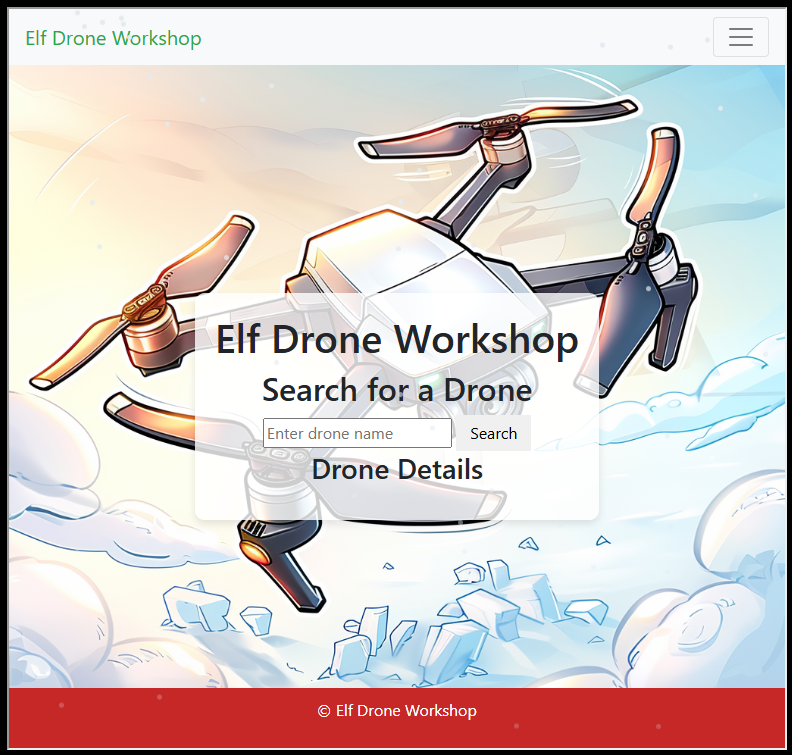 Elf Drone Workshop
Elf Drone Workshop
Search for a Drone
Enter drone name Search
Drone Details
© Elf Drone Workshop